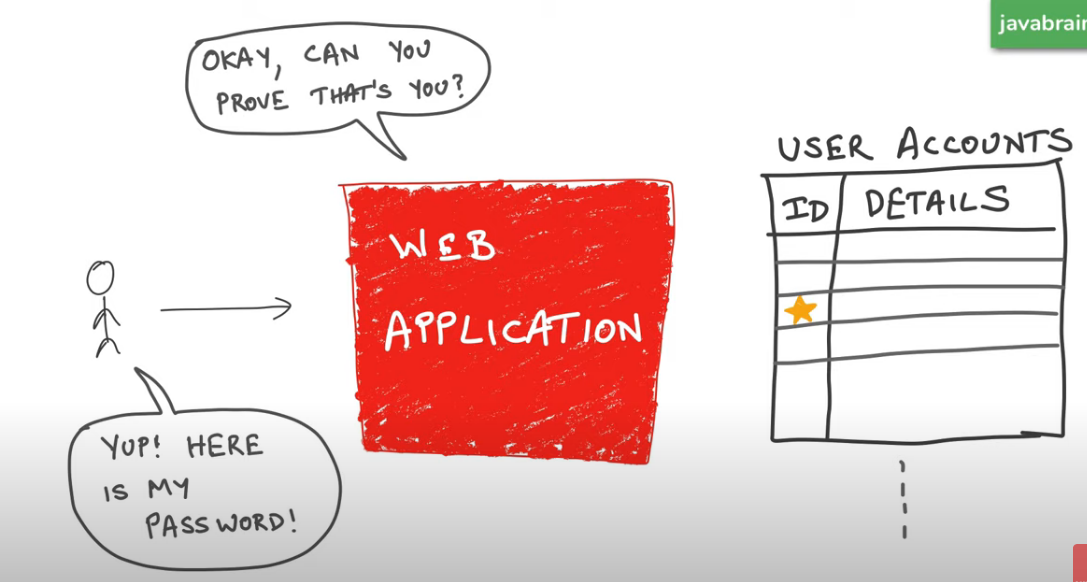 javabrain
OKAY, CAN YOU
PROVE THAT'S YOU?
USER ACCOUNTS
ID DETAILS
WEB
APPLICATION
YUP! HERE
IS MY
PASSWORD!